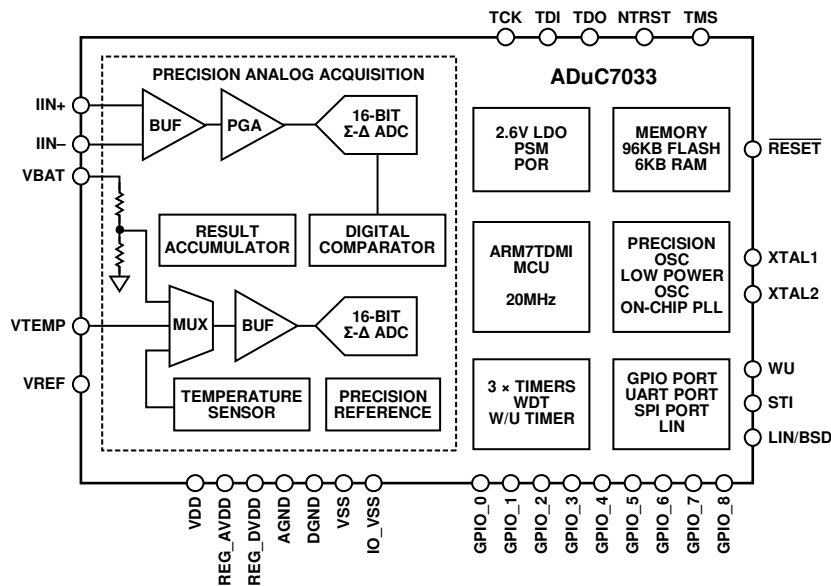 TCK TDI TDO NTRST TMS
PRECISION ANALOG ACQUISITION
ADuC7033
IIN+
IIN–
VBAT
VTEMP
VREF
BUF
PGA
16-BIT
Σ-Δ ADC
RESULT
ACCUMULATOR
DIGITAL
COMPARATOR
MUX
BUF
16-BIT
Σ-Δ ADC
TEMPERATURE
SENSOR
PRECISION
REFERENCE
2.6V LDO
PSM
POR
MEMORY
96KB FLASH
6KB RAM
ARM7TDMI
MCU
20MHz
PRECISION
OSC
LOW POWER
OSC
ON-CHIP PLL
3 × TIMERS
WDT
W/U TIMER
GPIO PORT
UART PORT
SPI PORT
LIN
RESET
XTAL1
XTAL2
WU
STI
LIN/BSD
VDD
REG_AVDD
REG_DVDD
AGND
DGND
VSS
IO_VSS
GPIO_0
GPIO_1
GPIO_2
GPIO_3
GPIO_4
GPIO_5
GPIO_6
GPIO_7
GPIO_8